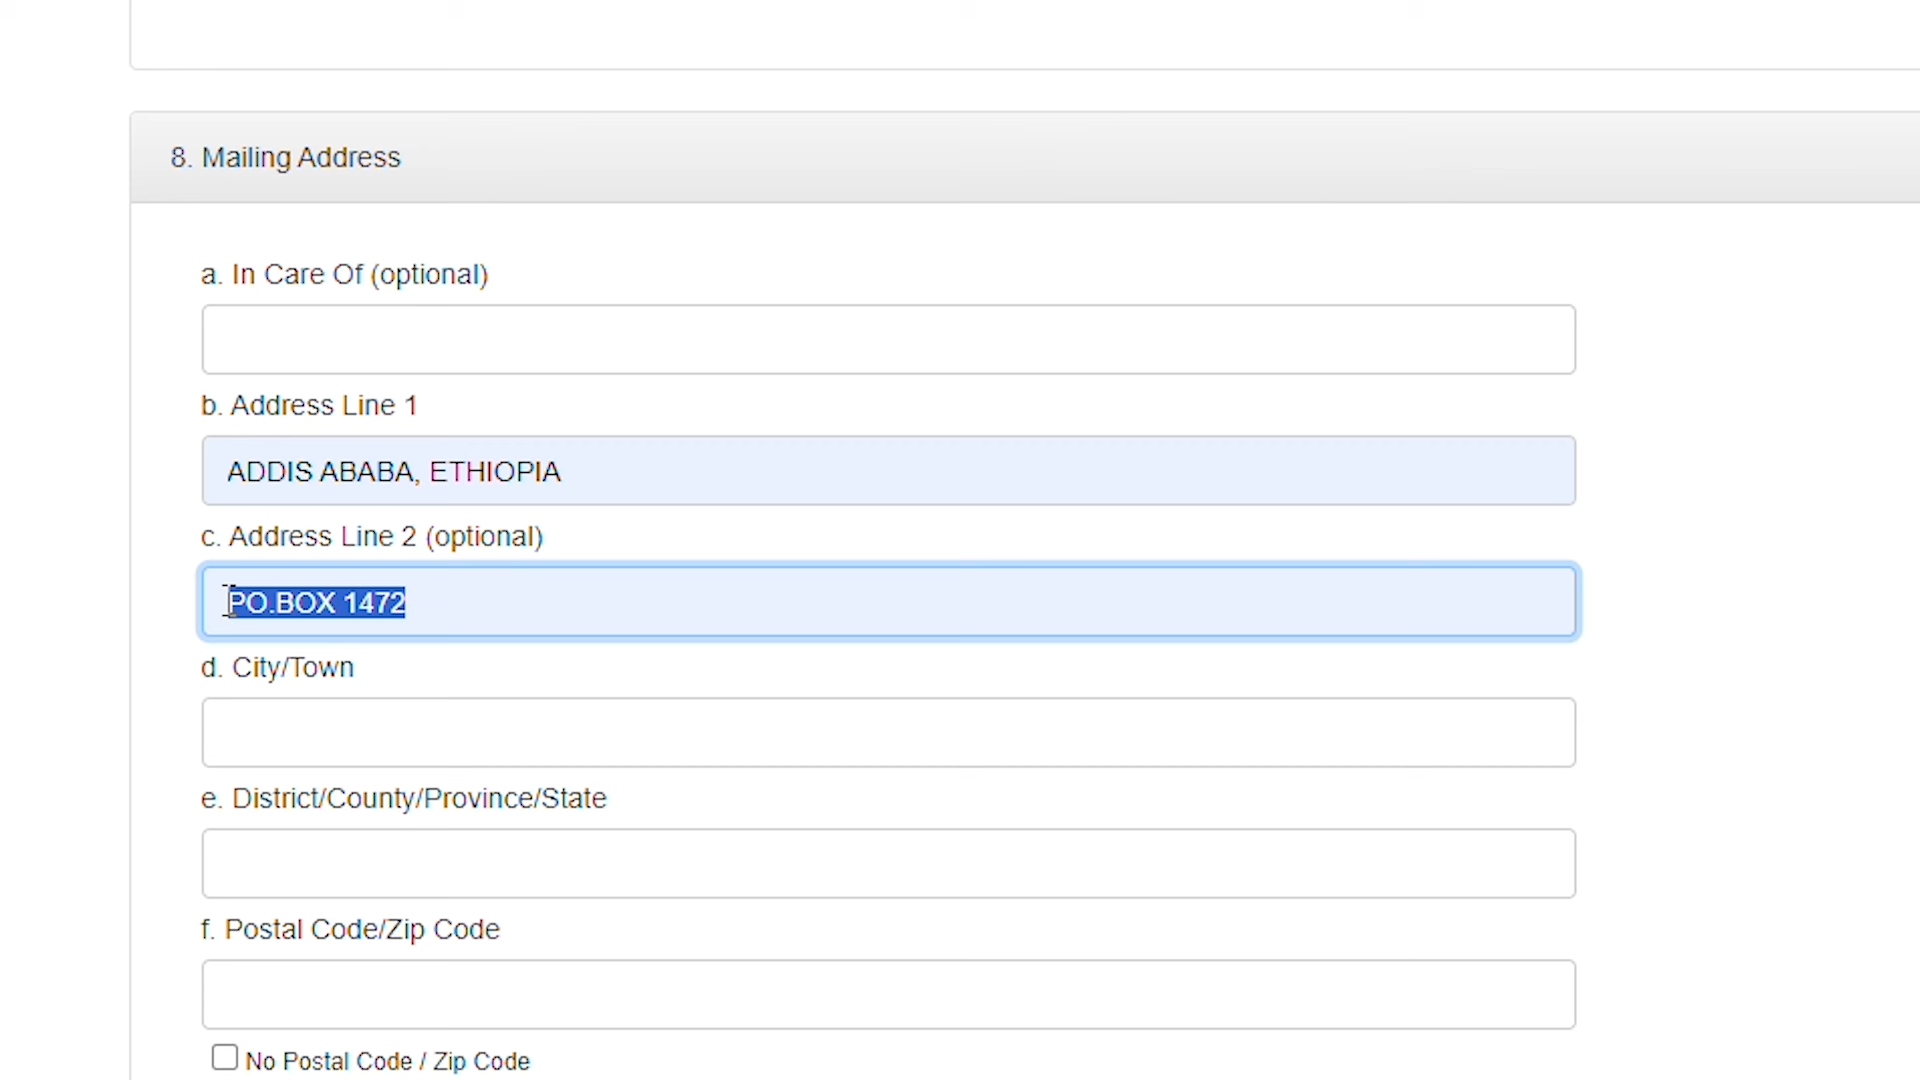 8. Mailing Address
a. In Care Of (optional)
b. Address Line 1
ADDIS ABABA, ETHIOPIA
c. Address Line 2 (optional)
PO.BOX 1472
d. City/Town
e. District/County/Province/State
f. Postal Code/Zip Code
No Postal Code / Zip Code